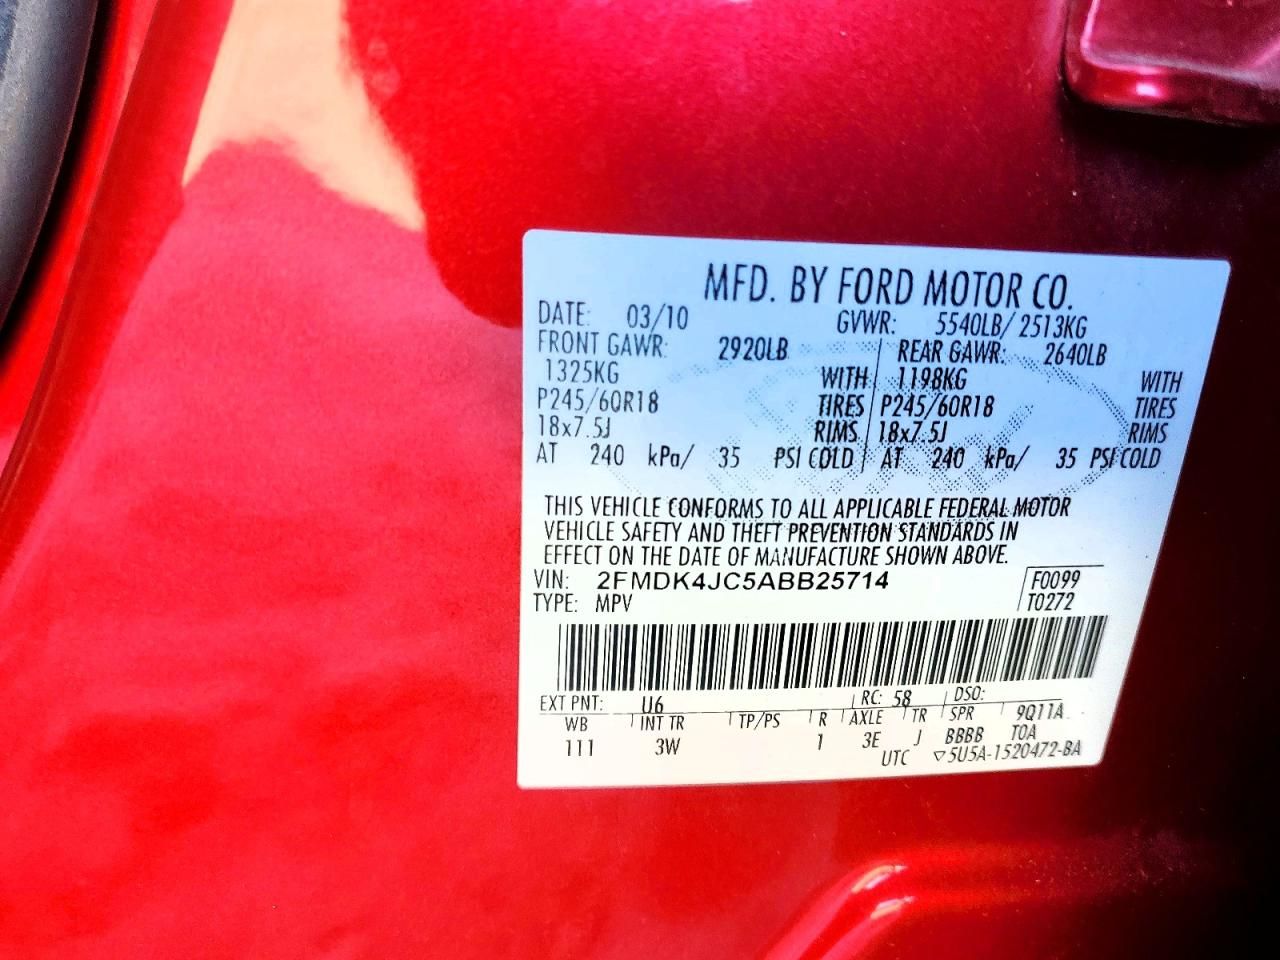 MFD. BY FORD MOTOR CO.
DATE: 03/10 GVWR: 5540LB/ 2513KG
FRONT GAWR: 2920LB REAR GAWR: 2640LB
1325KG WITH 1198KG WITH
P245/60R18 TIRES P245/60R18 TIRES
18x7.5J RIMS 18x7.5J RIMS
AT 240 kPa/ 35 PSI COLD AT 240 kPa/ 35 PSI COLD
THIS VEHICLE CONFORMS TO ALL APPLICABLE FEDERAL MOTOR
VEHICLE SAFETY AND THEFT PREVENTION STANDARDS IN
EFFECT ON THE DATE OF MANUFACTURE SHOWN ABOVE.
VIN: 2FMDK4JC5ABB25714 F0099
TYPE: MPV T0272
EXT PNT: U6 RC: 58 DSO:
WB INT TR TP/PS R AXLE TR SPR 9Q11A
111 3W 1 3E J BBBB TOA
UTC ▽5U5A-1520472-BA